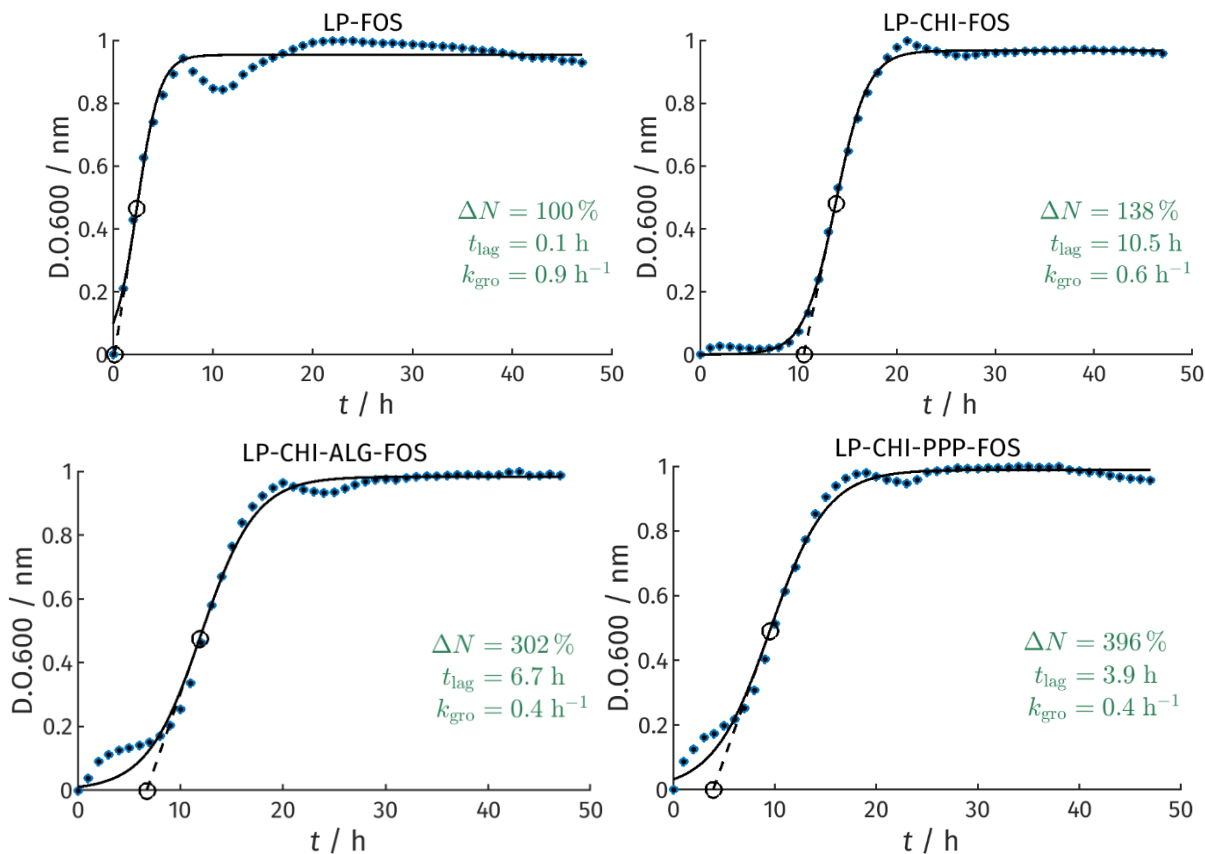 LP-FOS
1
0.8
0.6
0.4
0.2
0
D.O.600 / nm
ΔN = 100 %
t_lag = 0.1 h
k_gro = 0.9 h⁻¹
0 10 20 30 40 50
t / h
LP-CHI-FOS
1
0.8
0.6
0.4
0.2
0
D.O.600 / nm
ΔN = 138 %
t_lag = 10.5 h
k_gro = 0.6 h⁻¹
0 10 20 30 40 50
t / h
LP-CHI-ALG-FOS
1
0.8
0.6
0.4
0.2
0
D.O.600 / nm
ΔN = 302 %
t_lag = 6.7 h
k_gro = 0.4 h⁻¹
0 10 20 30 40 50
t / h
LP-CHI-PPP-FOS
1
0.8
0.6
0.4
0.2
0
D.O.600 / nm
ΔN = 396 %
t_lag = 3.9 h
k_gro = 0.4 h⁻¹
0 10 20 30 40 50
t / h